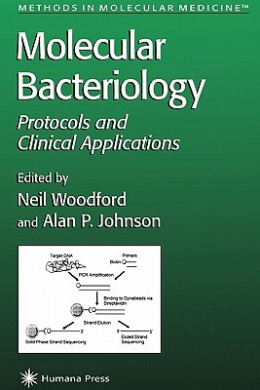 METHODS IN MOLECULAR MEDICINE™
Molecular
Bacteriology
Protocols and
Clinical Applications
Edited by
Neil Woodford
and Alan P. Johnson
Target DNA
Primers
Biotin
PCR Amplification
Binding to Dynabeads via
Streptavidin
Strand Elution
Solid Phase Strand Sequencing
Eluted Strand
Sequencing
Humana Press